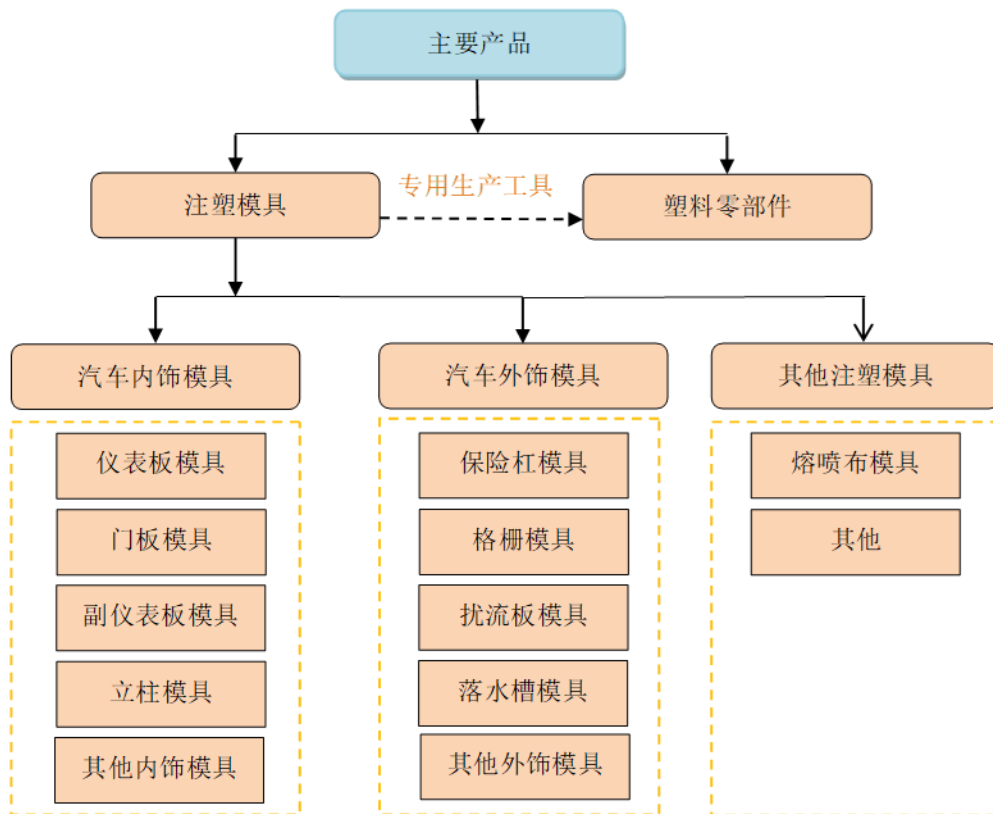 主要产品
专用生产工具
注塑模具
塑料零部件
汽车内饰模具
汽车外饰模具
其他注塑模具
仪表板模具
门板模具
副仪表板模具
立柱模具
其他内饰模具
保险杠模具
格栅模具
扰流板模具
落水槽模具
其他外饰模具
熔喷布模具
其他